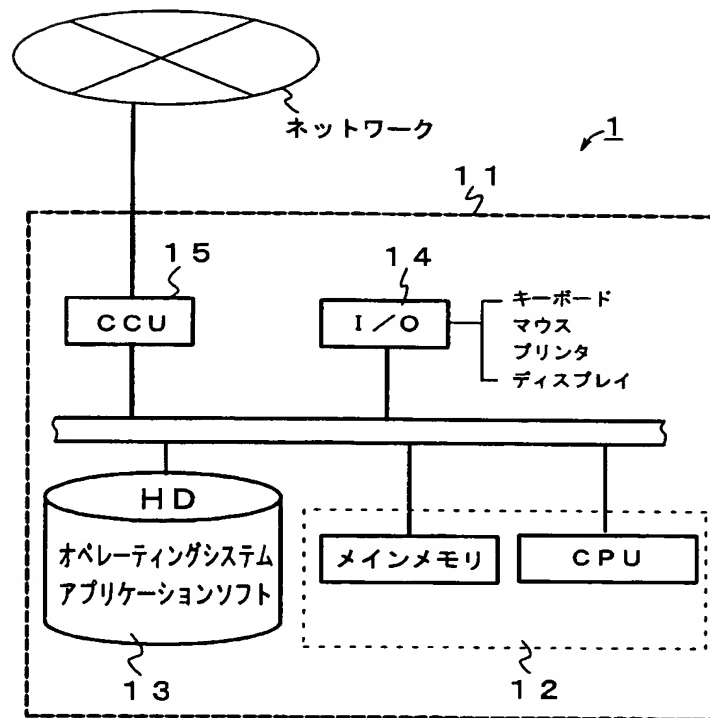 ネットワーク
1
11
15
14
CCU
I/O
キーボード
マウス
プリンタ
ディスプレイ
HD
オペレーティングシステム
アプリケーションソフト
メインメモリ
CPU
13
12